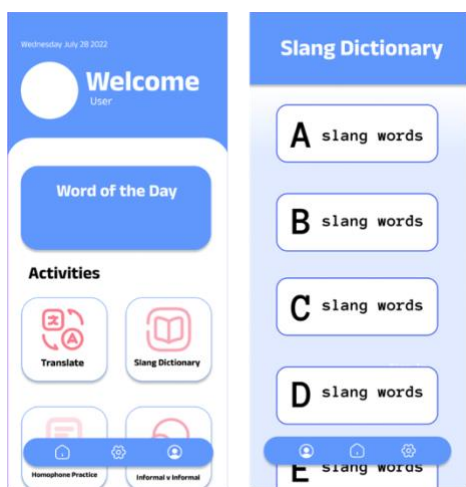 Wednesday July 28 2022
Welcome
User
Word of the Day
Activities
Translate
Slang Dictionary
Homophone Practice
Informal v Informal
Slang Dictionary
A slang words
B slang words
C slang words
D slang words
E slang words